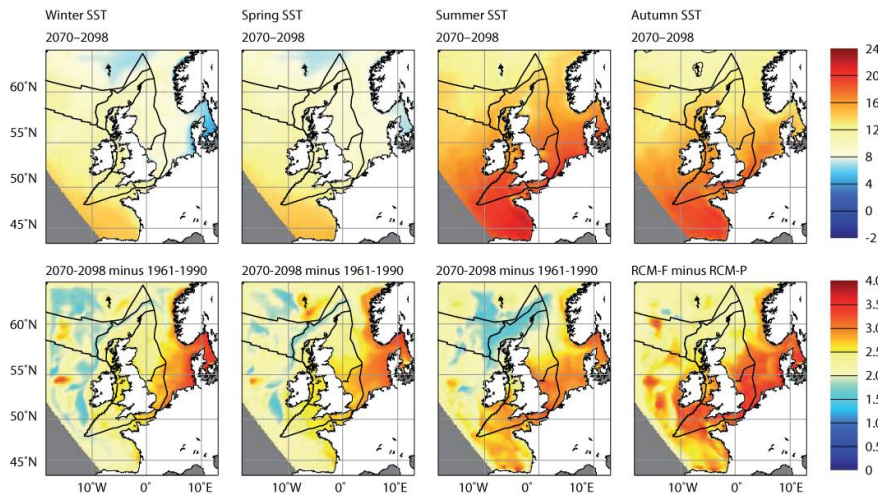 Winter SST
2070–2098
Spring SST
2070–2098
Summer SST
2070–2098
Autumn SST
2070–2098
60°N
55°N
50°N
45°N
24
20
16
12
8
4
0
-2
2070-2098 minus 1961-1990
2070-2098 minus 1961-1990
2070-2098 minus 1961-1990
RCM-F minus RCM-P
60°N
55°N
50°N
45°N
4.0
3.5
3.0
2.5
2.0
1.5
1.0
0.5
0
10°W 0° 10°E
10°W 0° 10°E
10°W 0° 10°E
10°W 0° 10°E